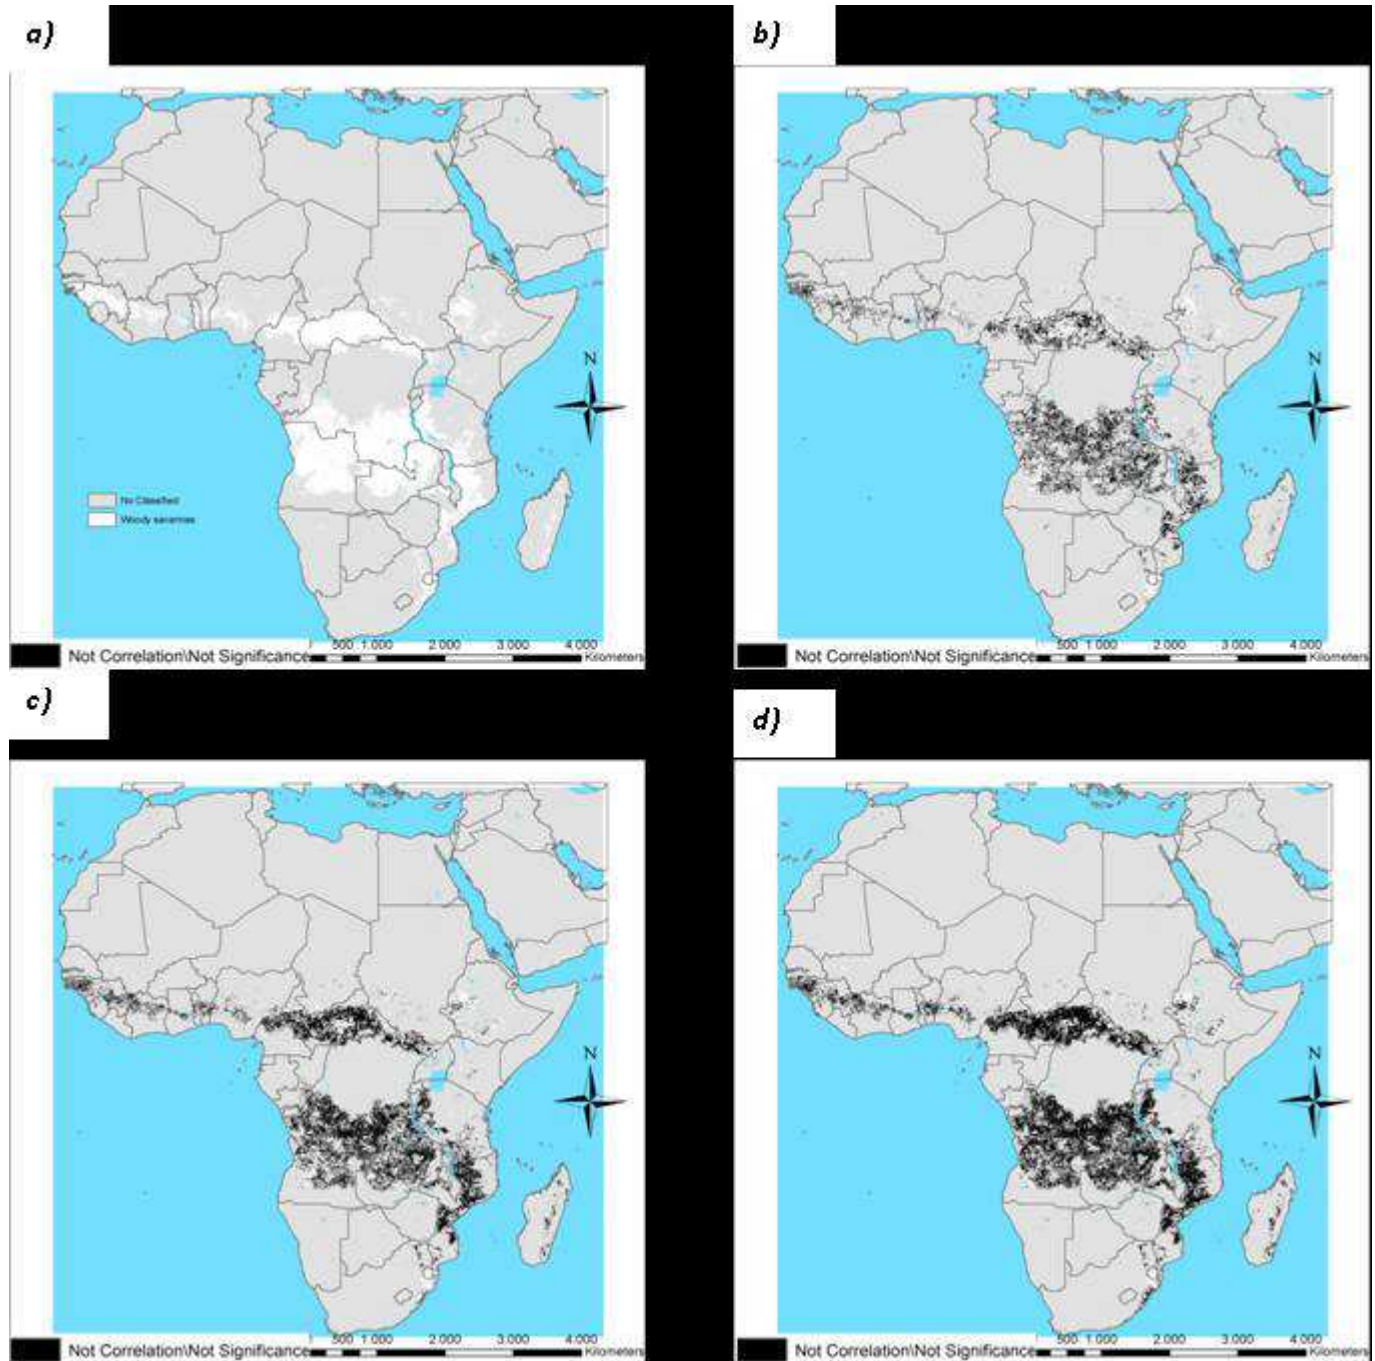 a)
b)
N
N
No Classified
Woody savannas
500 1 000 2 000 3 000 4 000
Not Correlation\Not Significance
Kilometers
500 1 000 2 000 3 000 4 000
Not Correlation\Not Significance
Kilometers
c)
d)
N
N
500 1 000 2 000 3 000 4 000
Not Correlation\Not Significance
Kilometers
500 1 000 2 000 3 000 4 000
Not Correlation\Not Significance
Kilometers